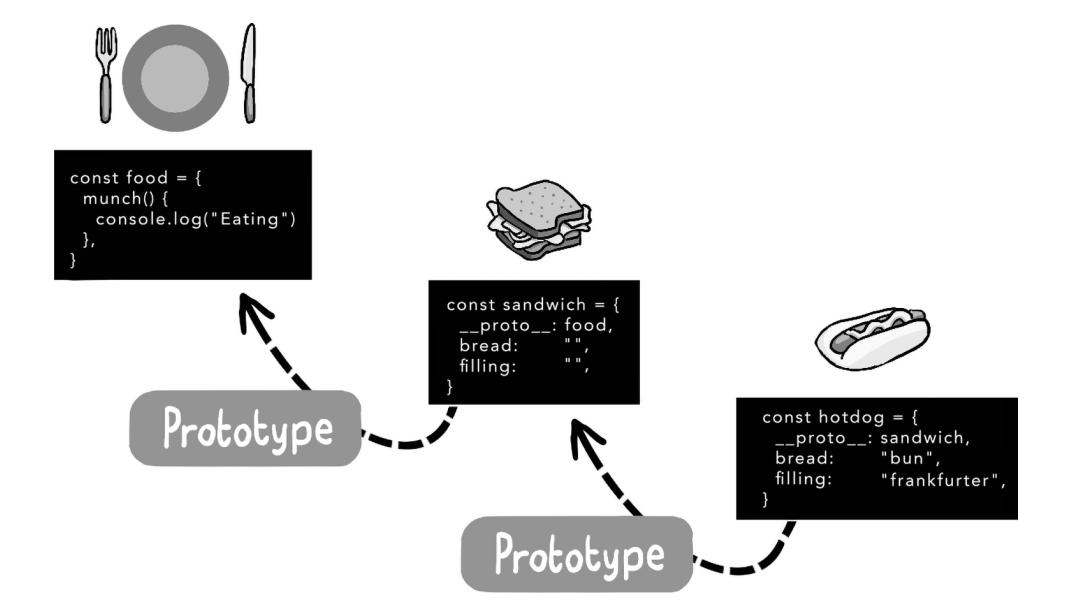 const food = {
munch() {
console.log("Eating")
},
}
const sandwich = {
__proto__: food,
bread: "",
filling: "",
}
Prototype
const hotdog = {
__proto__: sandwich,
bread: "bun",
filling: "frankfurter",
}
Prototype